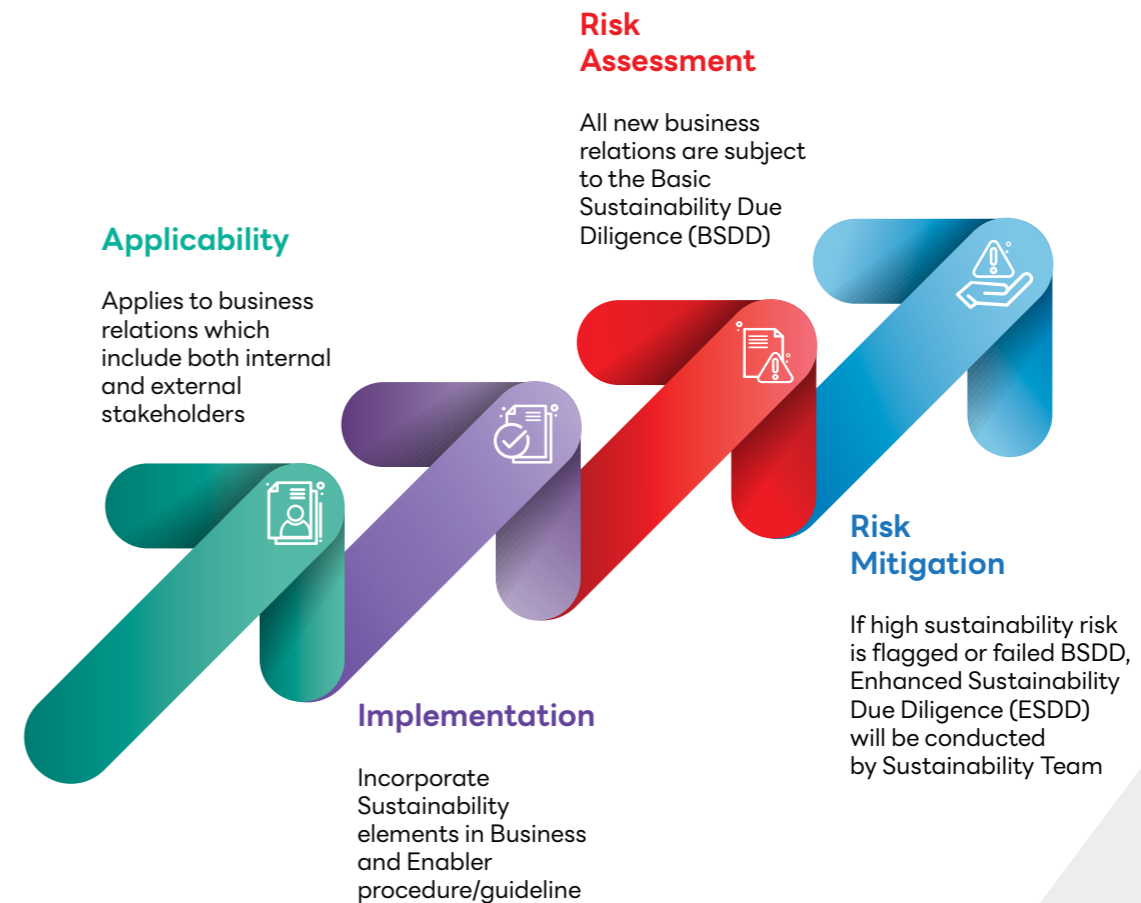 Applicability
Applies to business
relations which
include both internal
and external
stakeholders
Implementation
Incorporate
Sustainability
elements in Business
and Enabler
procedure/guideline
Risk
Assessment
All new business
relations are subject
to the Basic
Sustainability Due
Diligence (BSDD)
Risk
Mitigation
If high sustainability risk
is flagged or failed BSDD,
Enhanced Sustainability
Due Diligence (ESDD)
will be conducted
by Sustainability Team